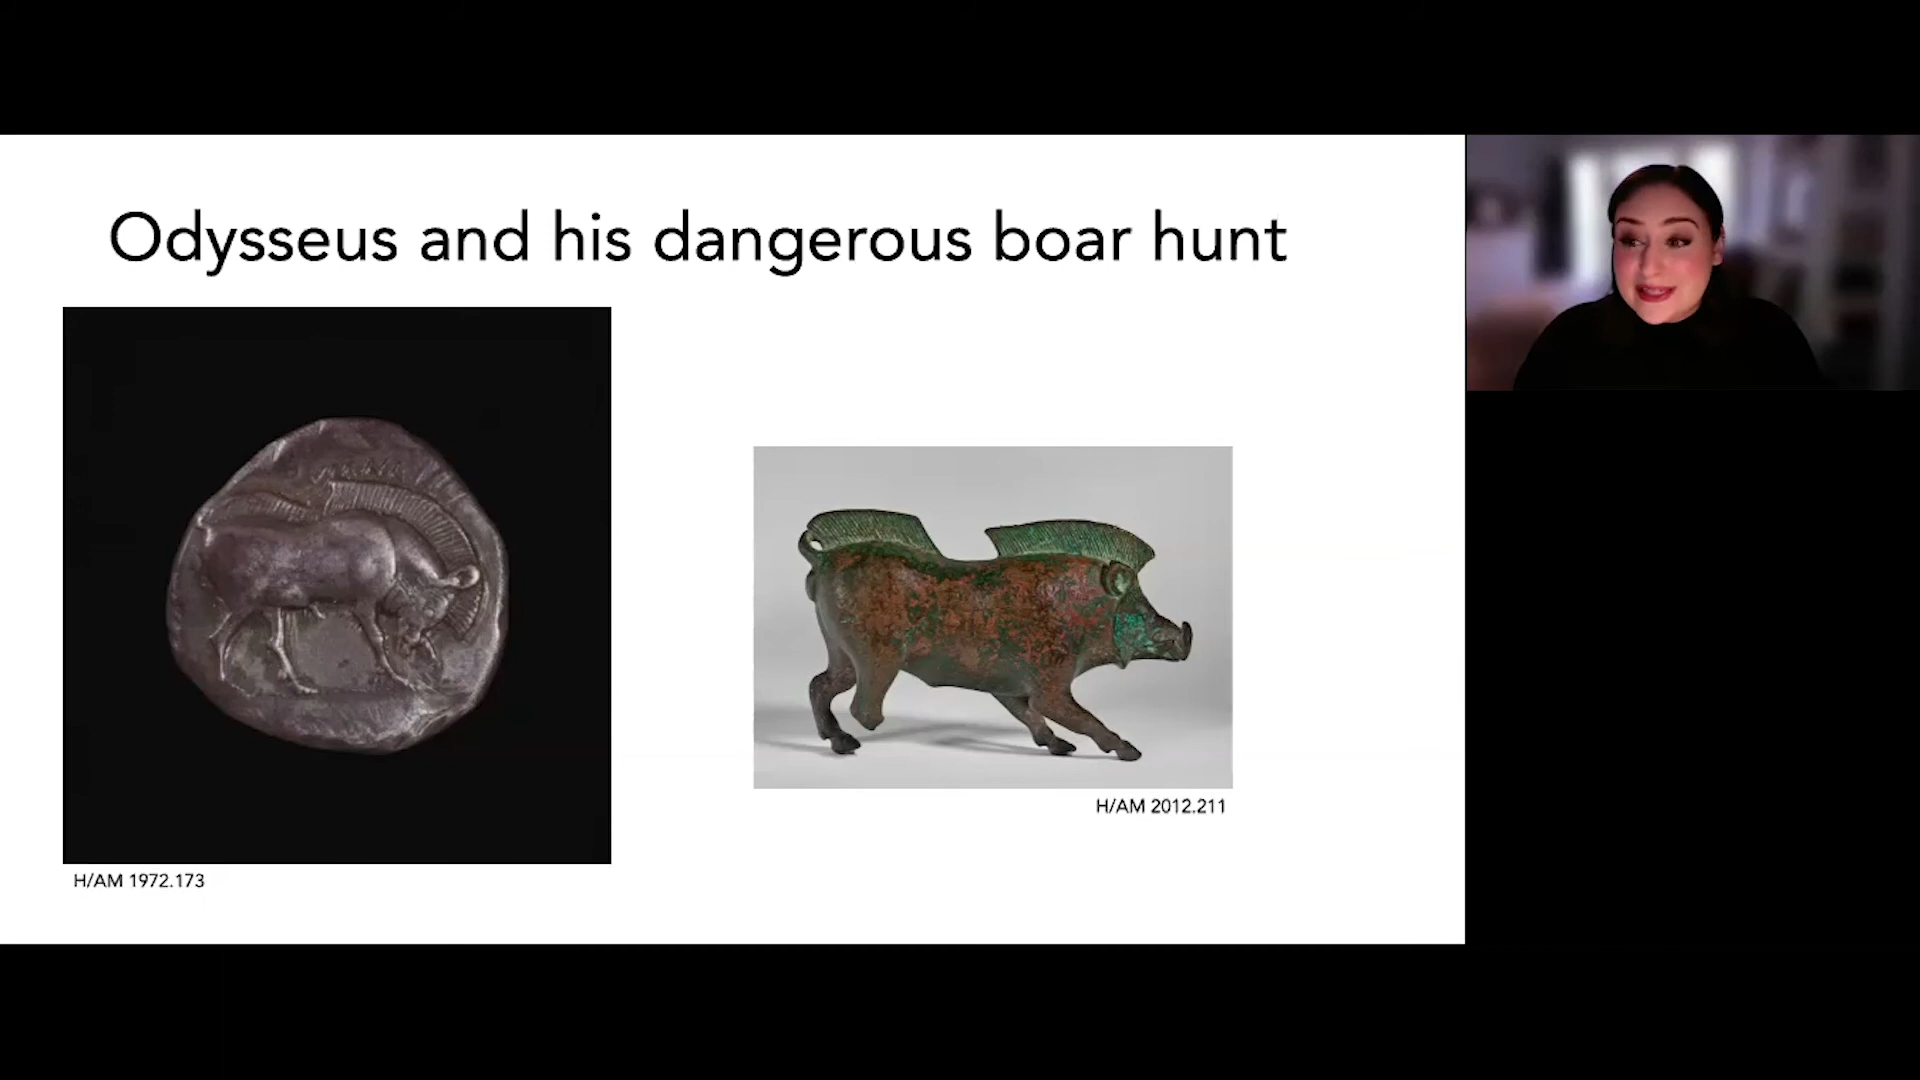 Odysseus and his dangerous boar hunt
H/AM 2012.211
H/AM 1972.173